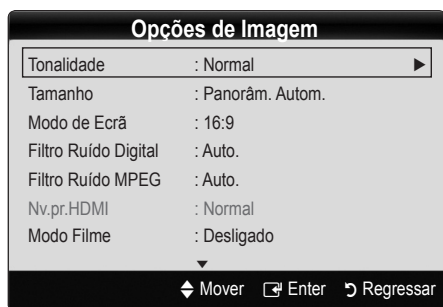 Opções de Imagem
Tonalidade : Normal
Tamanho : Panorâm. Autom.
Modo de Ecrã : 16:9
Filtro Ruído Digital : Auto.
Filtro Ruído MPEG : Auto.
Nv.pr.HDMI : Normal
Modo Filme : Desligado
Mover Enter Regressar